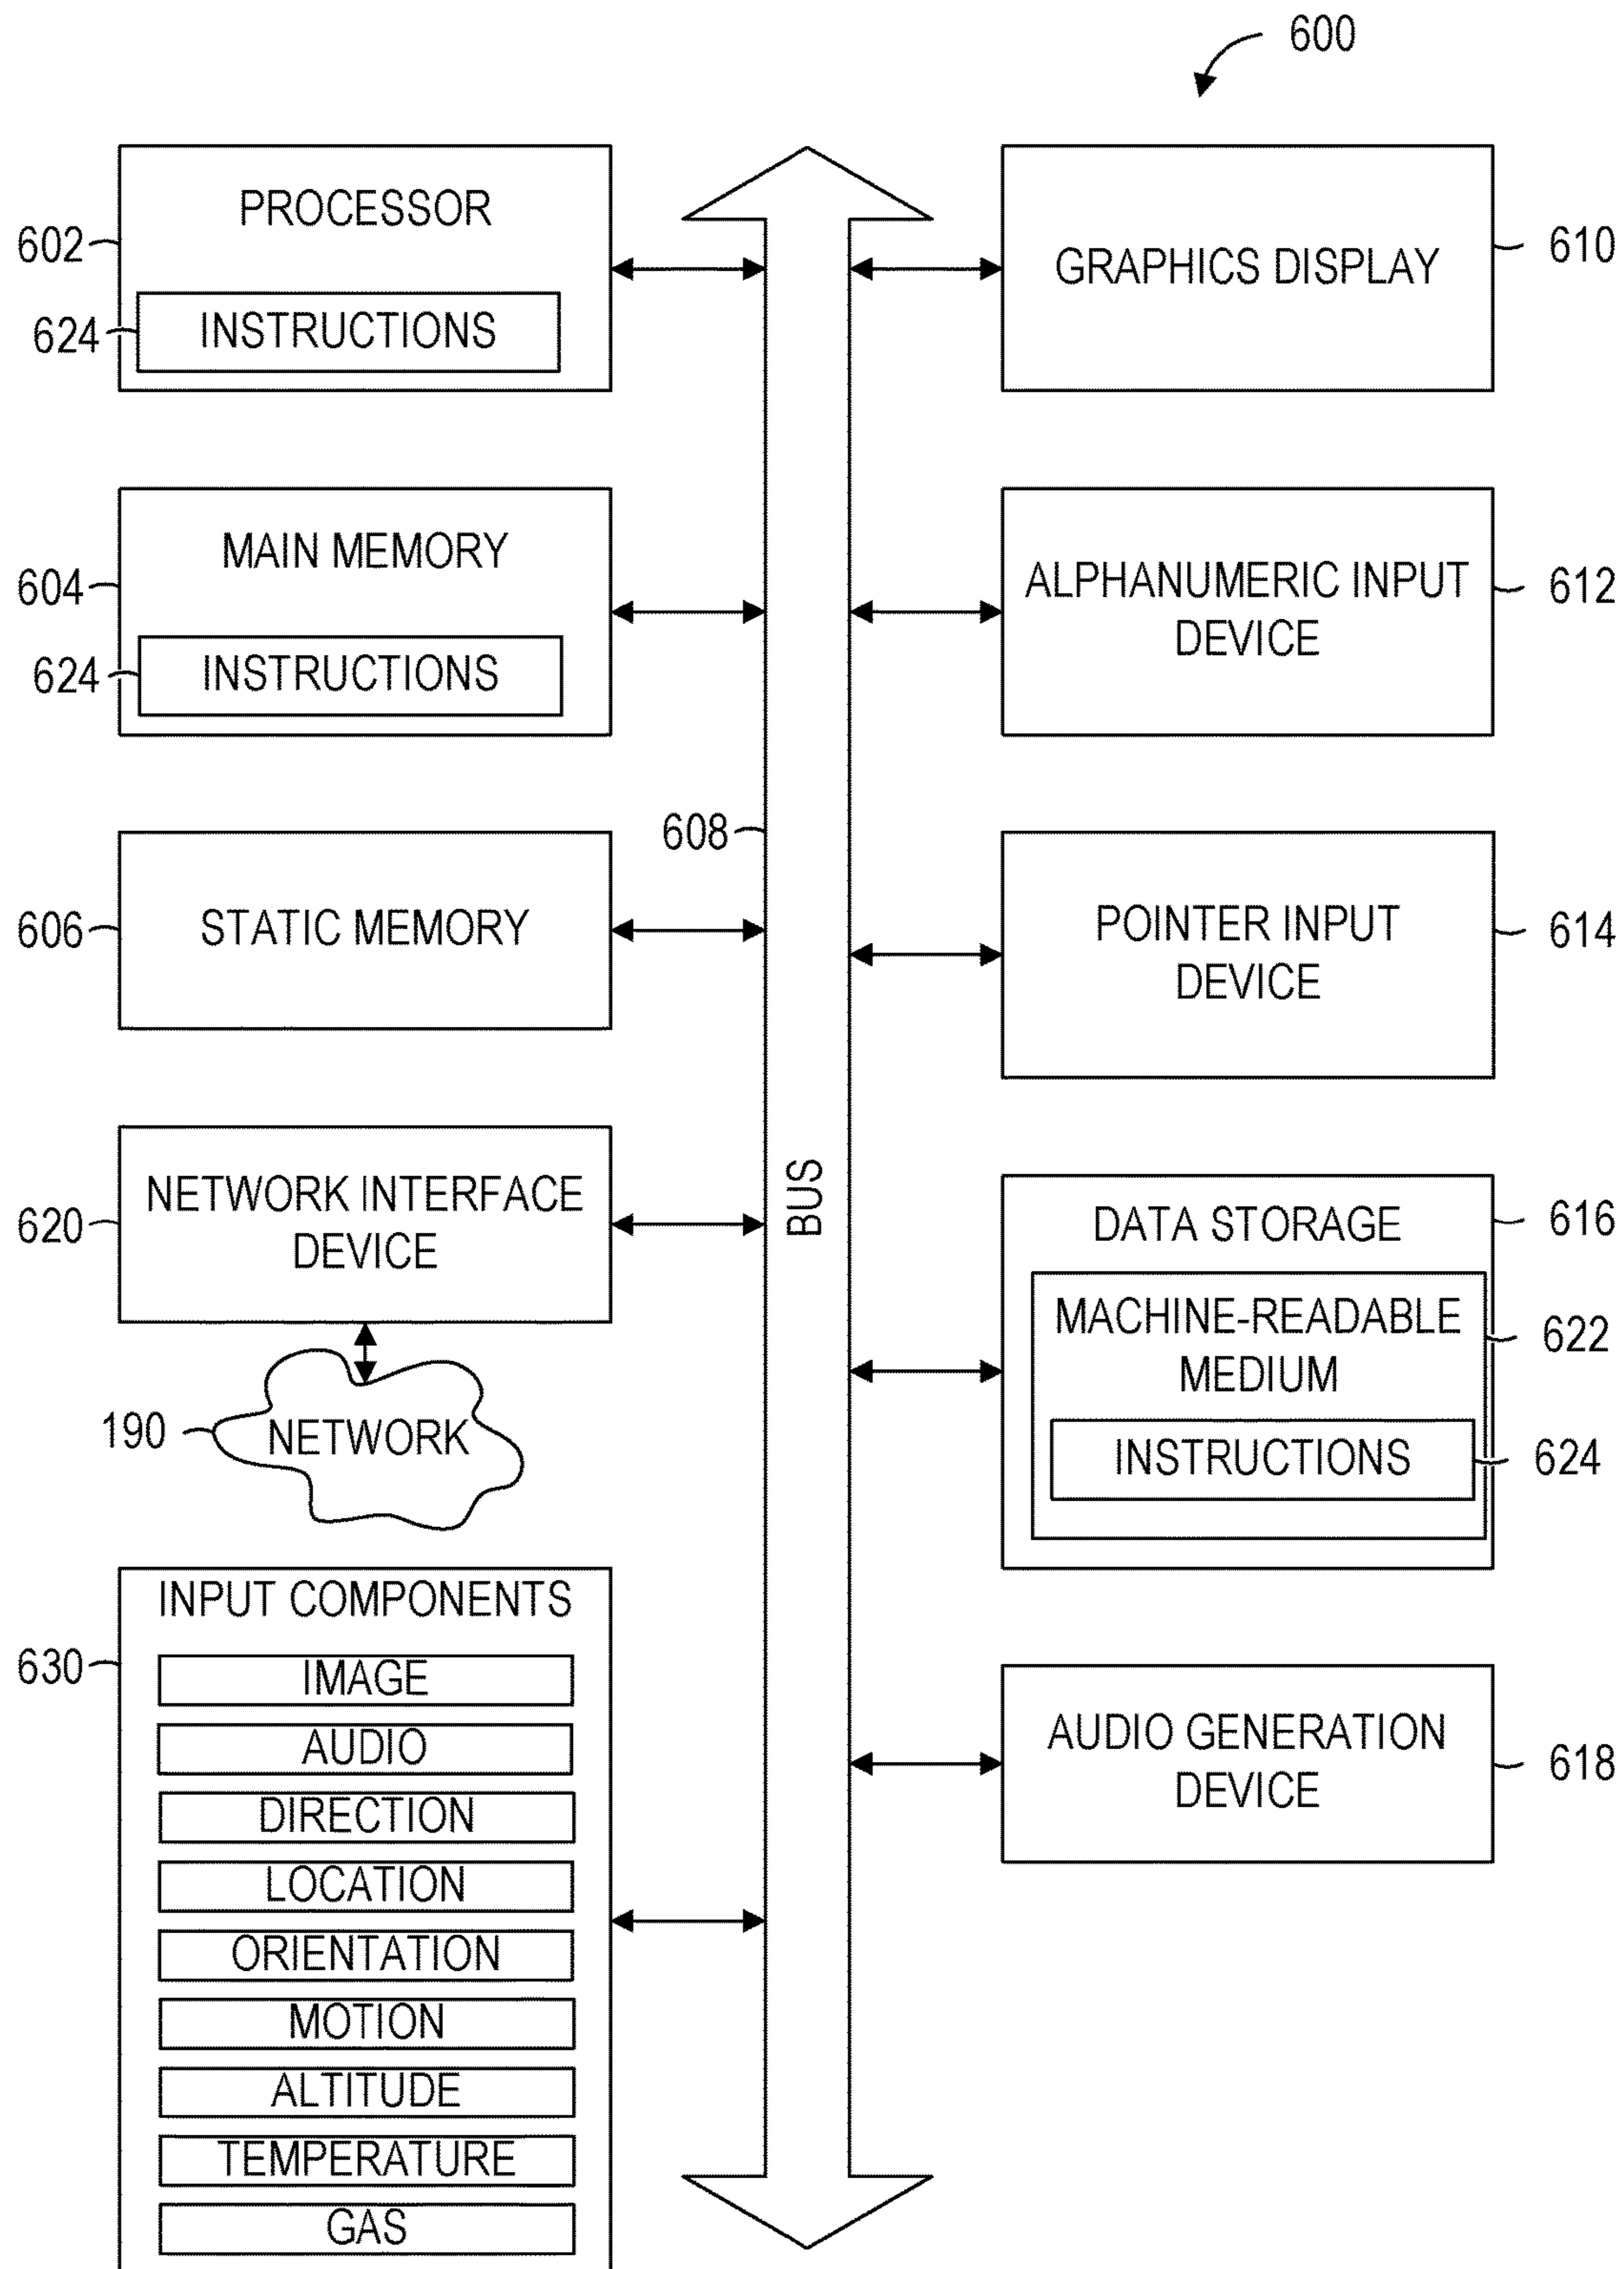 600
PROCESSOR
602
INSTRUCTIONS
624
MAIN MEMORY
604
INSTRUCTIONS
624
STATIC MEMORY
606
608
BUS
NETWORK INTERFACE
DEVICE
620
NETWORK
190
INPUT COMPONENTS
630
IMAGE
AUDIO
DIRECTION
LOCATION
ORIENTATION
MOTION
ALTITUDE
TEMPERATURE
GAS
GRAPHICS DISPLAY
610
ALPHANUMERIC INPUT
DEVICE
612
POINTER INPUT
DEVICE
614
DATA STORAGE
616
MACHINE-READABLE
MEDIUM
622
INSTRUCTIONS
624
AUDIO GENERATION
DEVICE
618